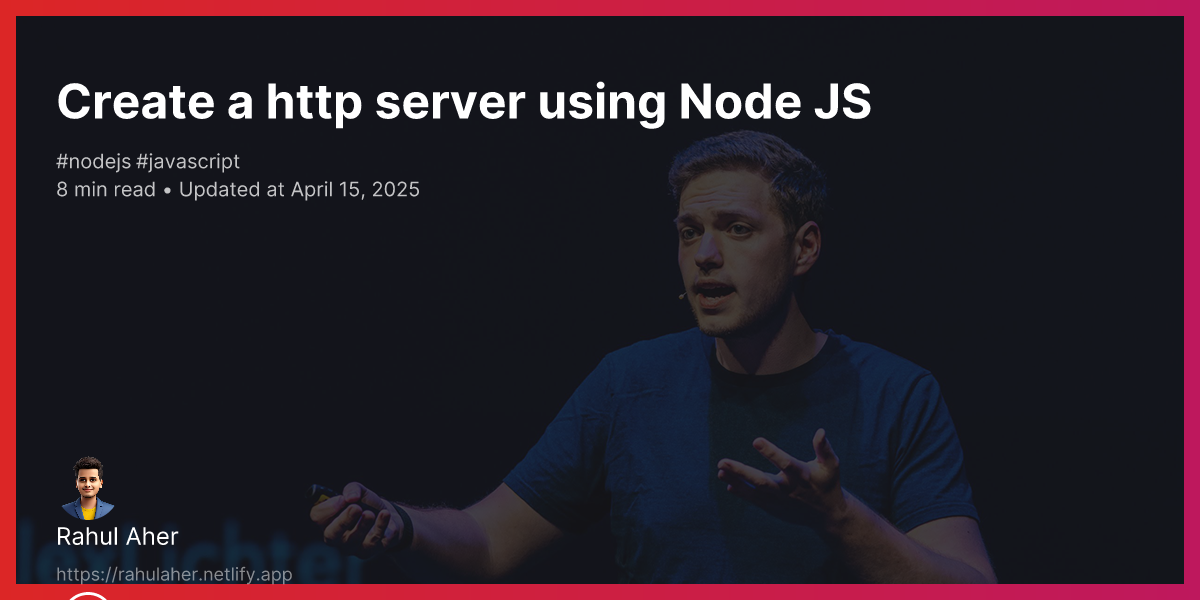 Create a http server using Node JS
#nodejs #javascript
8 min read • Updated at April 15, 2025
Rahul Aher
https://rahulaher.netlify.app